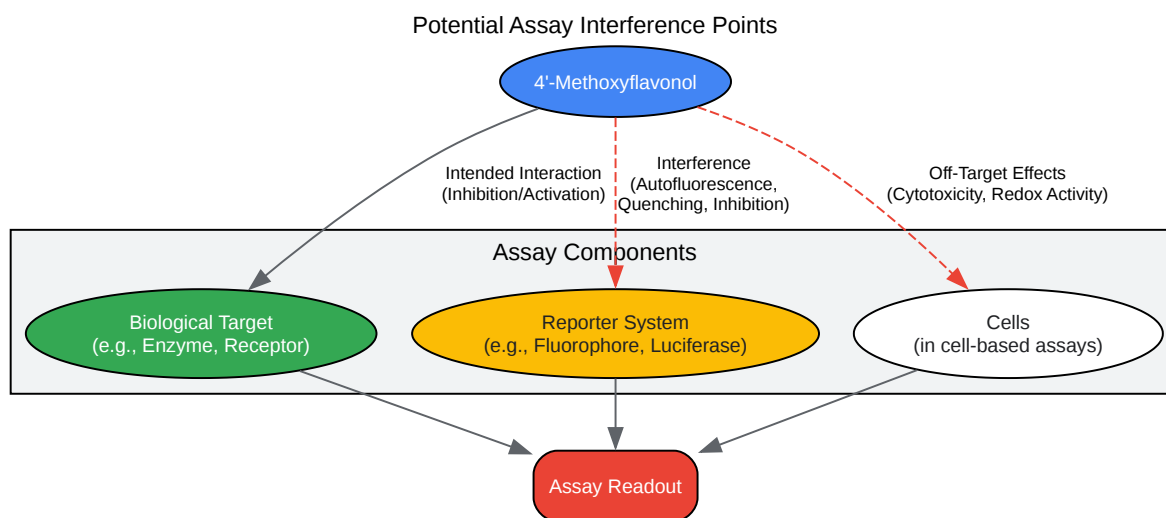 Potential Assay Interference Points
4'-Methoxyflavonol
Intended Interaction
(Inhibition/Activation)
Interference
(Autofluorescence,
Quenching, Inhibition)
Off-Target Effects
(Cytotoxicity, Redox Activity)
Assay Components
Biological Target
(e.g., Enzyme, Receptor)
Reporter System
(e.g., Fluorophore, Luciferase)
Cells
(in cell-based assays)
Assay Readout